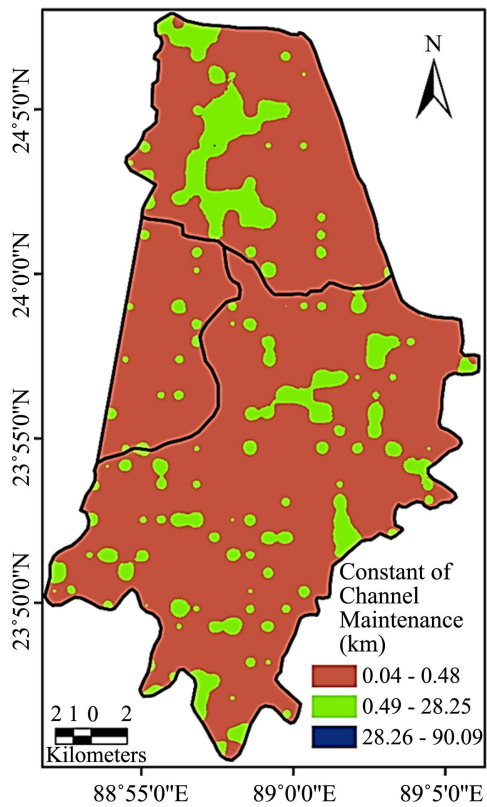 N
24°5'0"N
24°0'0"N
23°55'0"N
23°50'0"N
Constant of
Channel
Maintenance
(km)
0.04 - 0.48
0.49 - 28.25
28.26 - 90.09
2 1 0 2
Kilometers
88°55'0"E
89°0'0"E
89°5'0"E